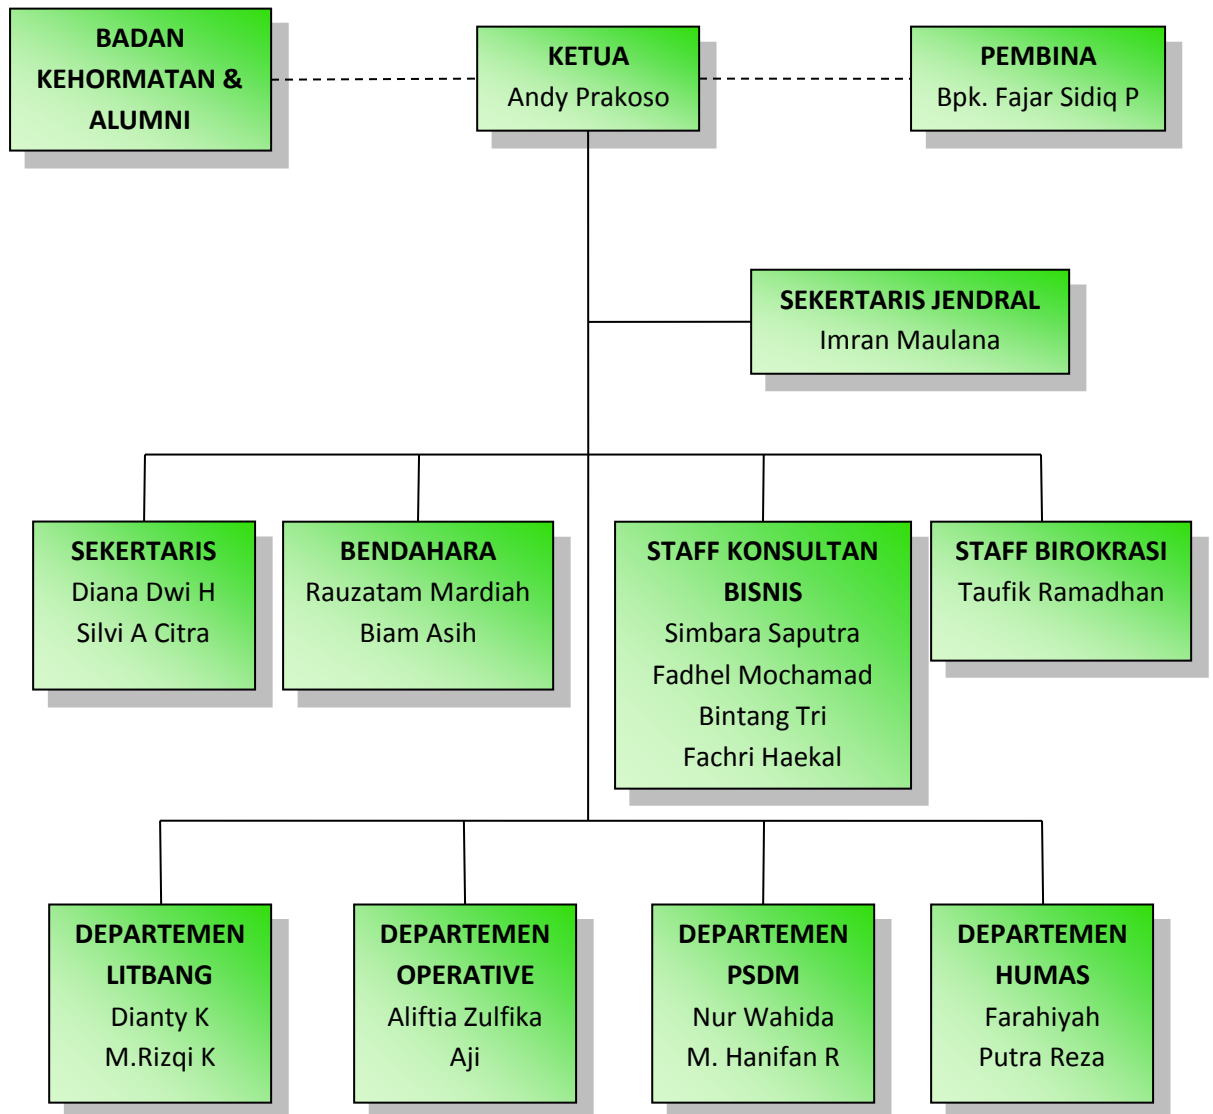 BADAN
KEHORMATAN &
ALUMNI
KETUA
Andy Prakoso
PEMBINA
Bpk. Fajar Sidiq P
SEKERTARIS JENDRAL
Imran Maulana
SEKERTARIS
Diana Dwi H
Silvi A Citra
BENDAHARA
Rauzatam Mardiah
Biam Asih
STAFF KONSULTAN
BISNIS
Simbara Saputra
Fadhel Mochamad
Bintang Tri
Fachri Haekal
STAFF BIROKRASI
Taufik Ramadhan
DEPARTEMEN
LITBANG
Dianty K
M.Rizqi K
DEPARTEMEN
OPERATIVE
Aliftia Zulfika
Aji
DEPARTEMEN
PSDM
Nur Wahida
M. Hanifan R
DEPARTEMEN
HUMAS
Farahiyah
Putra Reza